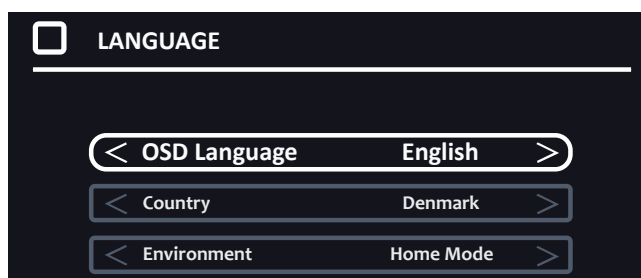 LANGUAGE
< OSD Language English >
< Country Denmark >
< Environment Home Mode >